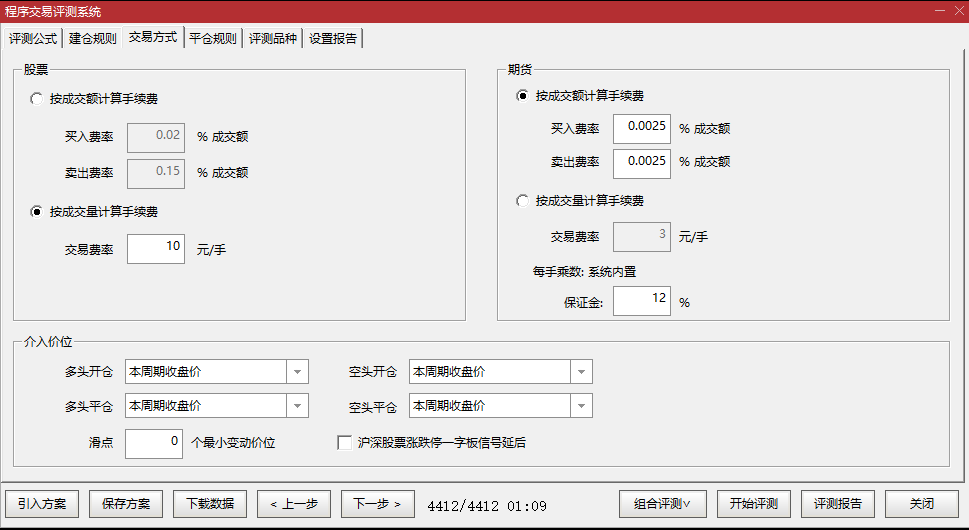 程序交易评测系统
评测公式 建仓规则 交易方式 平仓规则 评测品种 设置报告
股票
按成交额计算手续费
买入费率 0.02 % 成交额
卖出费率 0.15 % 成交额
按成交量计算手续费
交易费率 10 元/手
期货
按成交额计算手续费
买入费率 0.0025 % 成交额
卖出费率 0.0025 % 成交额
按成交量计算手续费
交易费率 3 元/手
每手乘数: 系统内置
保证金: 12 %
介入价位
多头开仓 本周期收盘价 空头开仓 本周期收盘价
多头平仓 本周期收盘价 空头平仓 本周期收盘价
滑点 0 个最小变动价位 沪深股票涨跌停一字板信号延后
引入方案 保存方案 下载数据 < 上一步 下一步 > 4412/4412 01:09 组合评测∨ 开始评测 评测报告 关闭